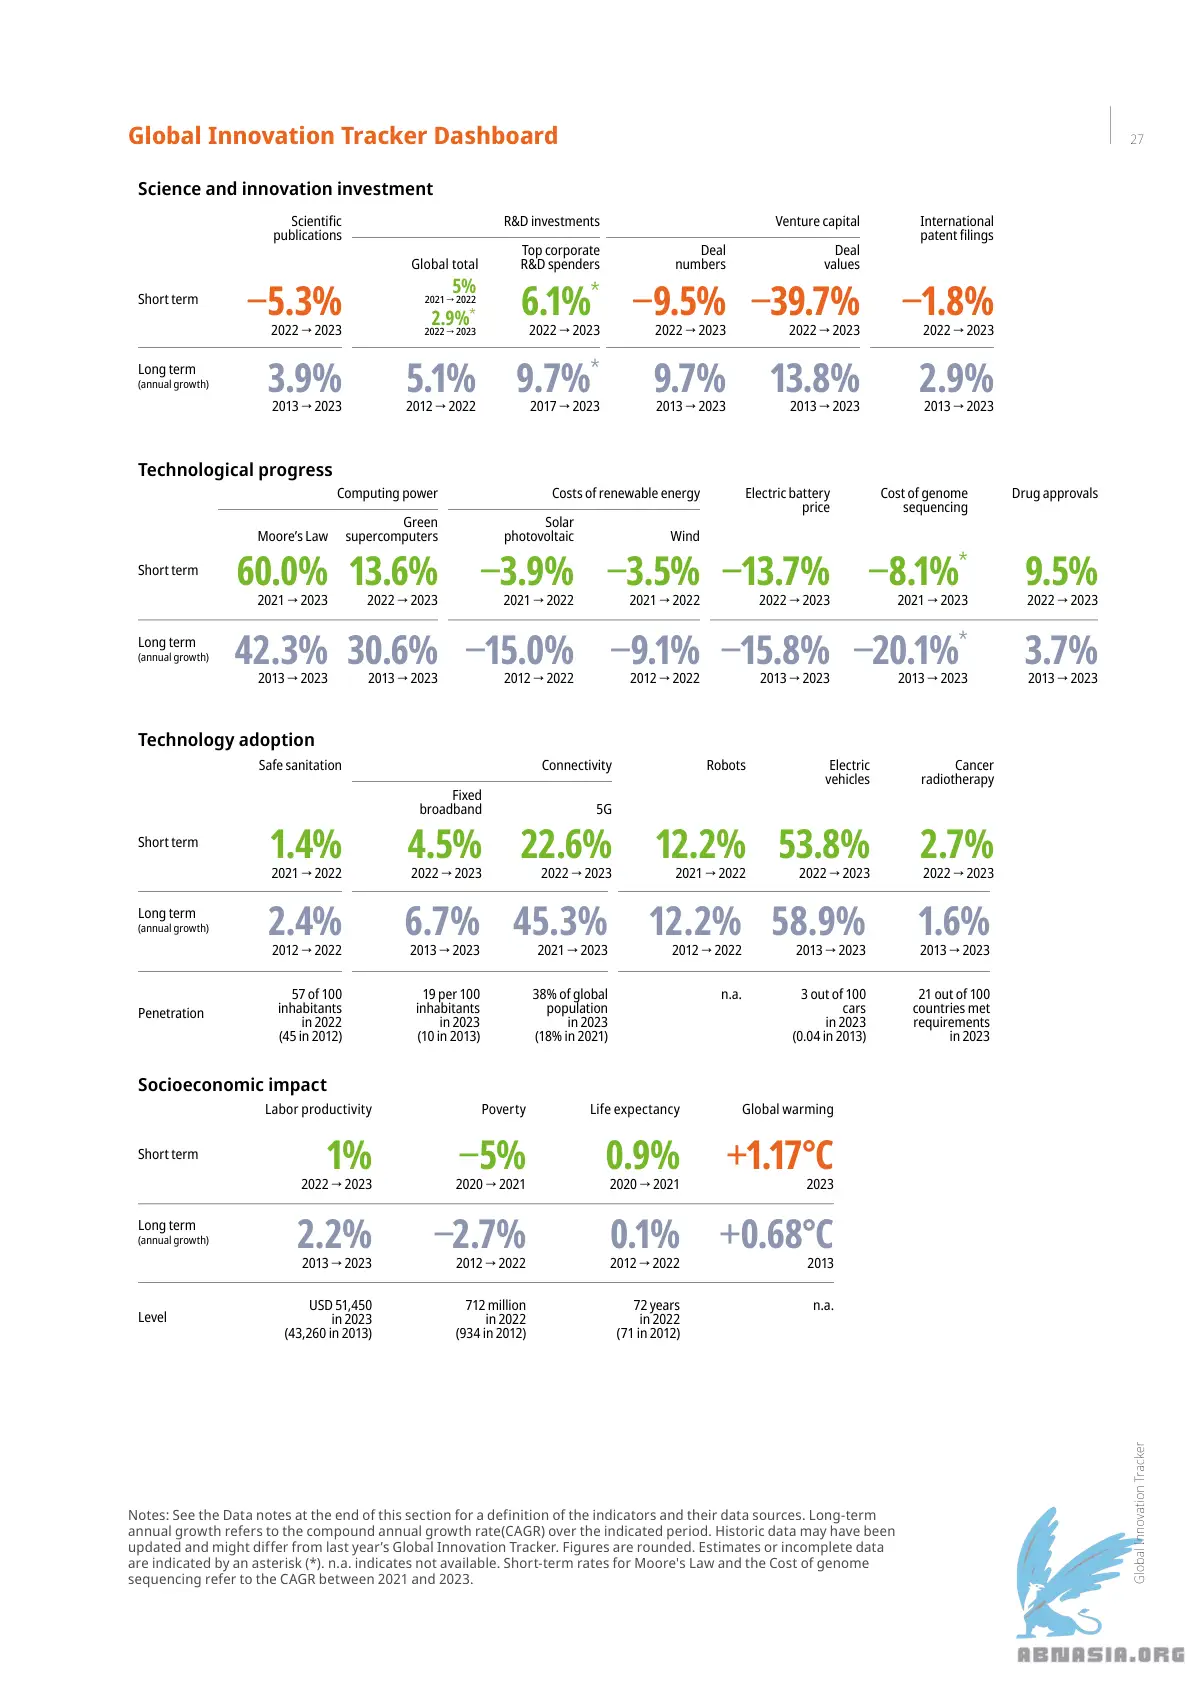 Global Innovation Tracker Dashboard
27
Science and innovation investment
Scientific publications
R&D investments
Venture capital
International patent filings
Global total
Top corporate R&D spenders
Deal numbers
Deal values
Short term
−5.3%
2022 → 2023
5%
2021 → 2022
2.9%*
2022 → 2023
6.1%*
2022 → 2023
−9.5%
2022 → 2023
−39.7%
2022 → 2023
−1.8%
2022 → 2023
Long term
(annual growth)
3.9%
2013 → 2023
5.1%
2012 → 2022
9.7%*
2017 → 2023
9.7%
2013 → 2023
13.8%
2013 → 2023
2.9%
2013 → 2023
Technological progress
Computing power
Costs of renewable energy
Electric battery price
Cost of genome sequencing
Drug approvals
Moore’s Law
Green supercomputers
Solar photovoltaic
Wind
Short term
60.0%
2021 → 2023
13.6%
2022 → 2023
−3.9%
2021 → 2022
−3.5%
2021 → 2022
−13.7%
2022 → 2023
−8.1%*
2021 → 2023
9.5%
2022 → 2023
Long term
(annual growth)
42.3%
2013 → 2023
30.6%
2013 → 2023
−15.0%
2012 → 2022
−9.1%
2012 → 2022
−15.8%
2013 → 2023
−20.1%*
2013 → 2023
3.7%
2013 → 2023
Technology adoption
Safe sanitation
Connectivity
Robots
Electric vehicles
Cancer radiotherapy
Fixed broadband
5G
Short term
1.4%
2021 → 2022
4.5%
2022 → 2023
22.6%
2022 → 2023
12.2%
2021 → 2022
53.8%
2022 → 2023
2.7%
2022 → 2023
Long term
(annual growth)
2.4%
2012 → 2022
6.7%
2013 → 2023
45.3%
2021 → 2023
12.2%
2012 → 2022
58.9%
2013 → 2023
1.6%
2013 → 2023
Penetration
57 of 100
inhabitants
in 2022
(45 in 2012)
19 per 100
inhabitants
in 2023
(10 in 2013)
38% of global
population
in 2023
(18% in 2021)
n.a.
3 out of 100
cars
in 2023
(0.04 in 2013)
21 out of 100
countries met
requirements
in 2023
Socioeconomic impact
Labor productivity
Poverty
Life expectancy
Global warming
Short term
1%
2022 → 2023
−5%
2020 → 2021
0.9%
2020 → 2021
+1.17°C
2023
Long term
(annual growth)
2.2%
2013 → 2023
−2.7%
2012 → 2022
0.1%
2012 → 2022
+0.68°C
2013
Level
USD 51,450
in 2023
(43,260 in 2013)
712 million
in 2022
(934 in 2012)
72 years
in 2022
(71 in 2012)
n.a.
Notes: See the Data notes at the end of this section for a definition of the indicators and their data sources. Long-term
annual growth refers to the compound annual growth rate(CAGR) over the indicated period. Historic data may have been
updated and might differ from last year’s Global Innovation Tracker. Figures are rounded. Estimates or incomplete data
are indicated by an asterisk (*). n.a. indicates not available. Short-term rates for Moore's Law and the Cost of genome
sequencing refer to the CAGR between 2021 and 2023.
Global Innovation Tracker
ABNASIA.ORG